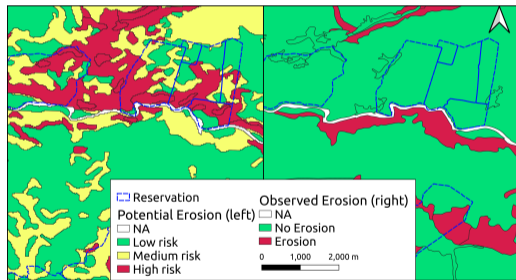 Reservation
Potential Erosion (left)
NA
Low risk
Medium risk
High risk
Observed Erosion (right)
NA
No Erosion
Erosion
0 1,000 2,000 m